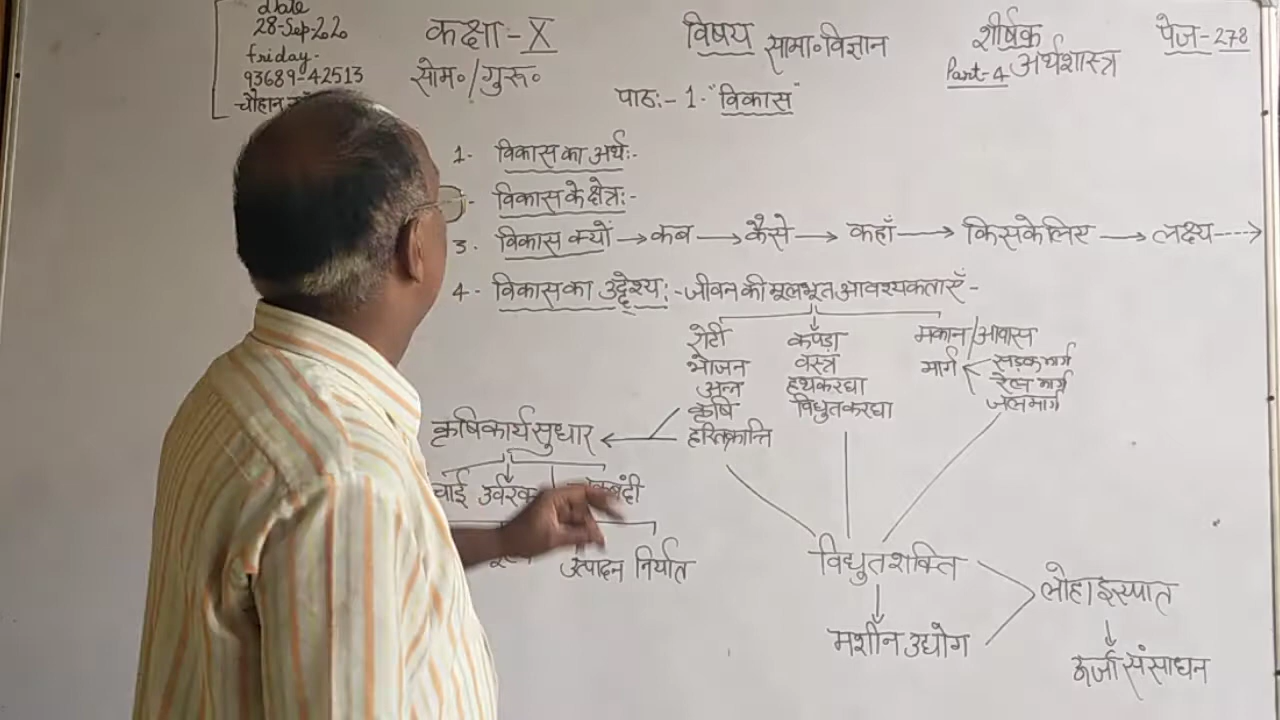 Date
28-Sep-2020
friday-
93689-42513
चौहान
कक्षा-X
सोम०/गुरू०
विषय सामा०विज्ञान
शीर्षक
Part-4 अर्थशास्त्र
पेज-278
पाठ:- 1-"विकास"
1- विकास का अर्थ:-
- विकास के क्षेत्र:-
3- विकास क्यों → कब → कैसे → कहाँ → किसके लिए → लक्ष्य --->
4- विकास का उद्देश्य:- जीवन की मूलभूत आवश्यकताएँ-
रोटी कपड़ा मकान/आवास
भोजन वस्त्र मार्ग सड़क मार्ग
अन्न हथकरघा रेल मार्ग
कृषि विधुतकरघा जलमार्ग
कृषिकार्य सुधार ← हरितक्रान्ति
चाई उर्वरक बंदी
उत्पादन निर्यात
विधुत शक्ति
लोहा इस्पात
मशीन उद्योग
ऊर्जा संसाधन